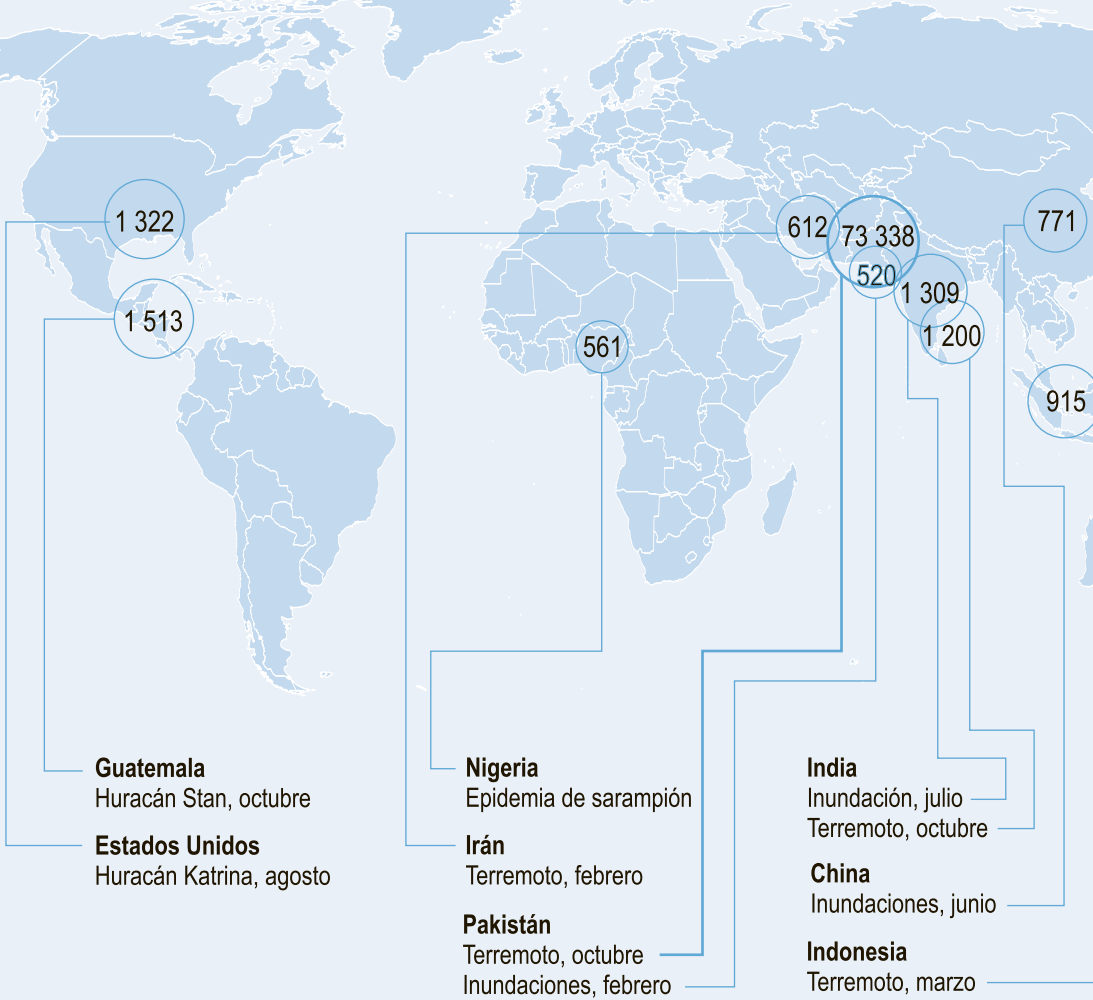 1 322
1 513
561
612
73 338
520
1 309
1 200
771
915
Guatemala
Huracán Stan, octubre
Estados Unidos
Huracán Katrina, agosto
Nigeria
Epidemia de sarampión
Irán
Terremoto, febrero
Pakistán
Terremoto, octubre
Inundaciones, febrero
India
Inundación, julio
Terremoto, octubre
China
Inundaciones, junio
Indonesia
Terremoto, marzo